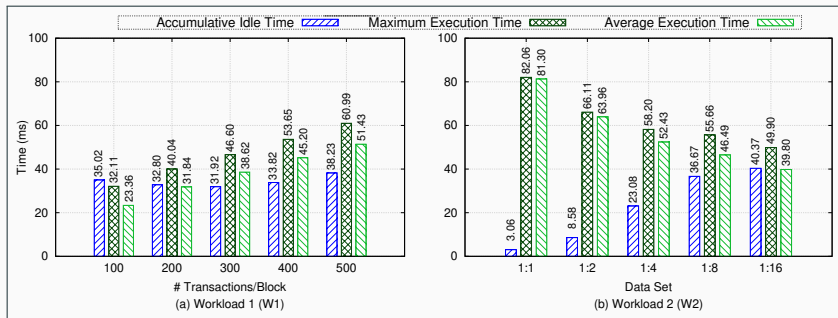 Accumulative Idle Time Maximum Execution Time Average Execution Time
Time (ms)
100
80
60
40
20
0
35.02 32.11 23.36 32.80 40.04 31.84 31.92 46.60 38.62 33.82 53.65 45.20 38.23 60.99 51.43
100 200 300 400 500
# Transactions/Block
(a) Workload 1 (W1)
100
80
60
40
20
0
3.06 82.06 81.30 8.58 66.11 63.96 23.08 58.20 52.43 36.67 55.66 46.49 40.37 49.90 39.80
1:1 1:2 1:4 1:8 1:16
Data Set
(b) Workload 2 (W2)